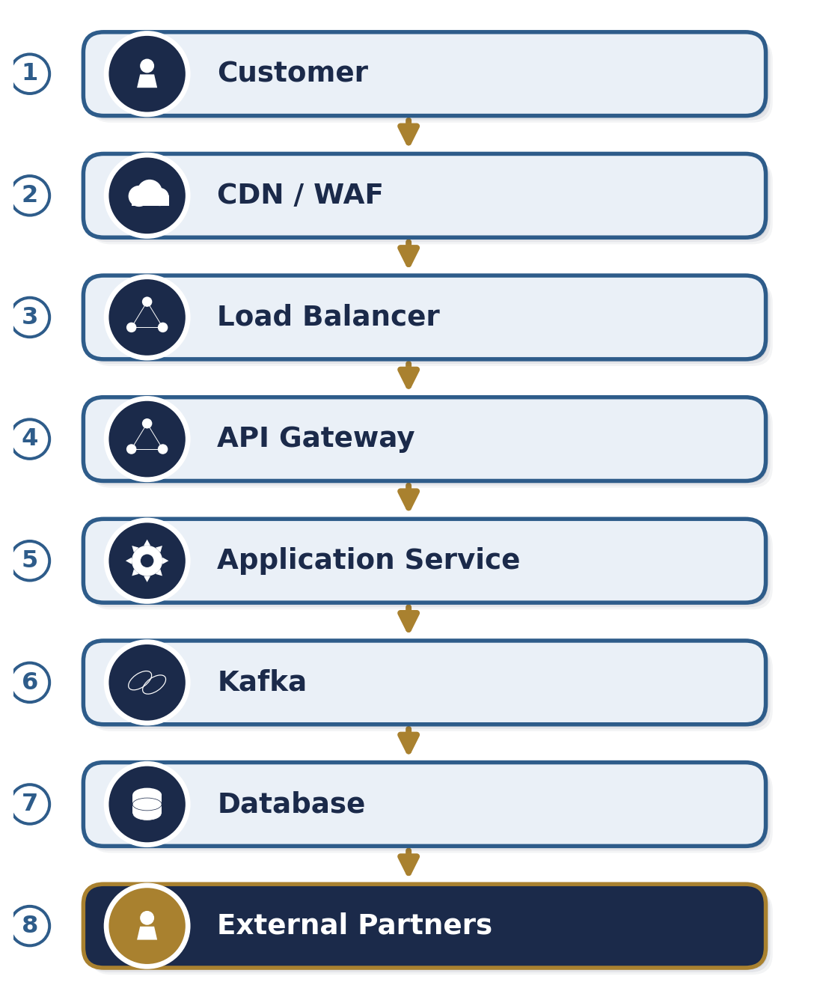 1 Customer
2 CDN / WAF
3 Load Balancer
4 API Gateway
5 Application Service
6 Kafka
7 Database
8 External Partners